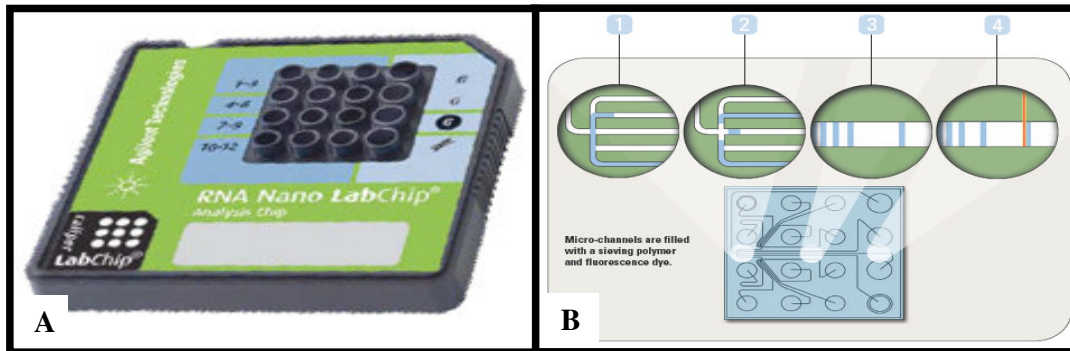 Agilent Technologies
1-3
4-6
7-9
10-12
G
G
G
RNA Nano LabChip®
Analysis Chip
caliper
LabChip®
A
1
2
3
4
Micro-channels are filled
with a sieving polymer
and fluorescence dye.
B